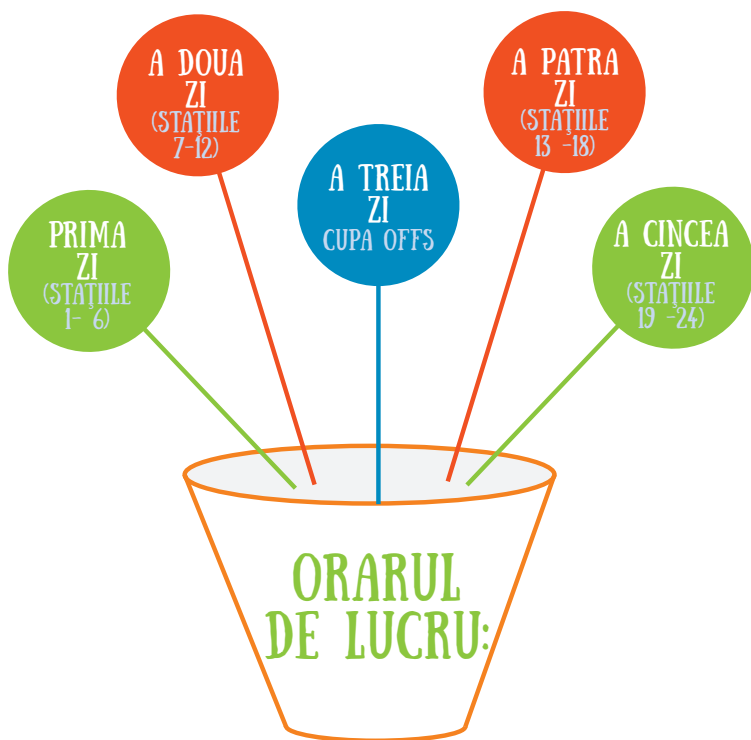 PRIMA
ZI
(STAŢIILE
1- 6)
A DOUA
ZI
(STAŢIILE
7-12)
A TREIA
ZI
CUPA OFFS
A PATRA
ZI
(STAŢIILE
13 -18)
A CINCEA
ZI
(STAŢIILE
19 -24)
ORARUL
DE LUCRU: